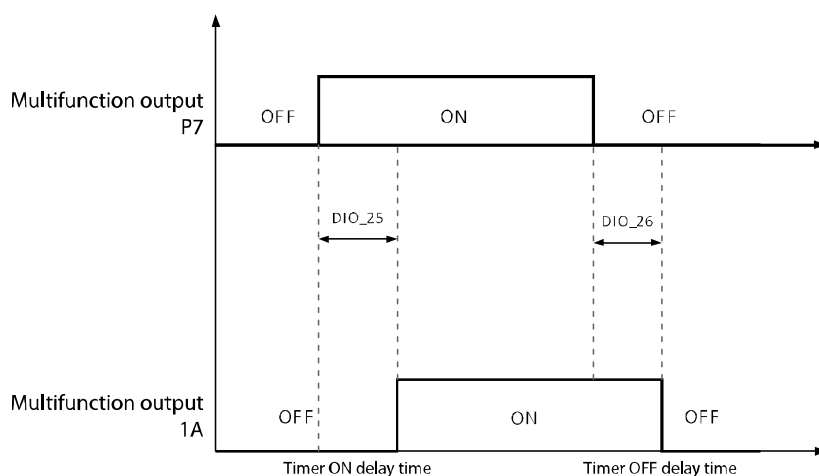 Multifunction output
P7
OFF
ON
OFF
DIO_25
DIO_26
Multifunction output
1A
OFF
ON
OFF
Timer ON delay time
Timer OFF delay time